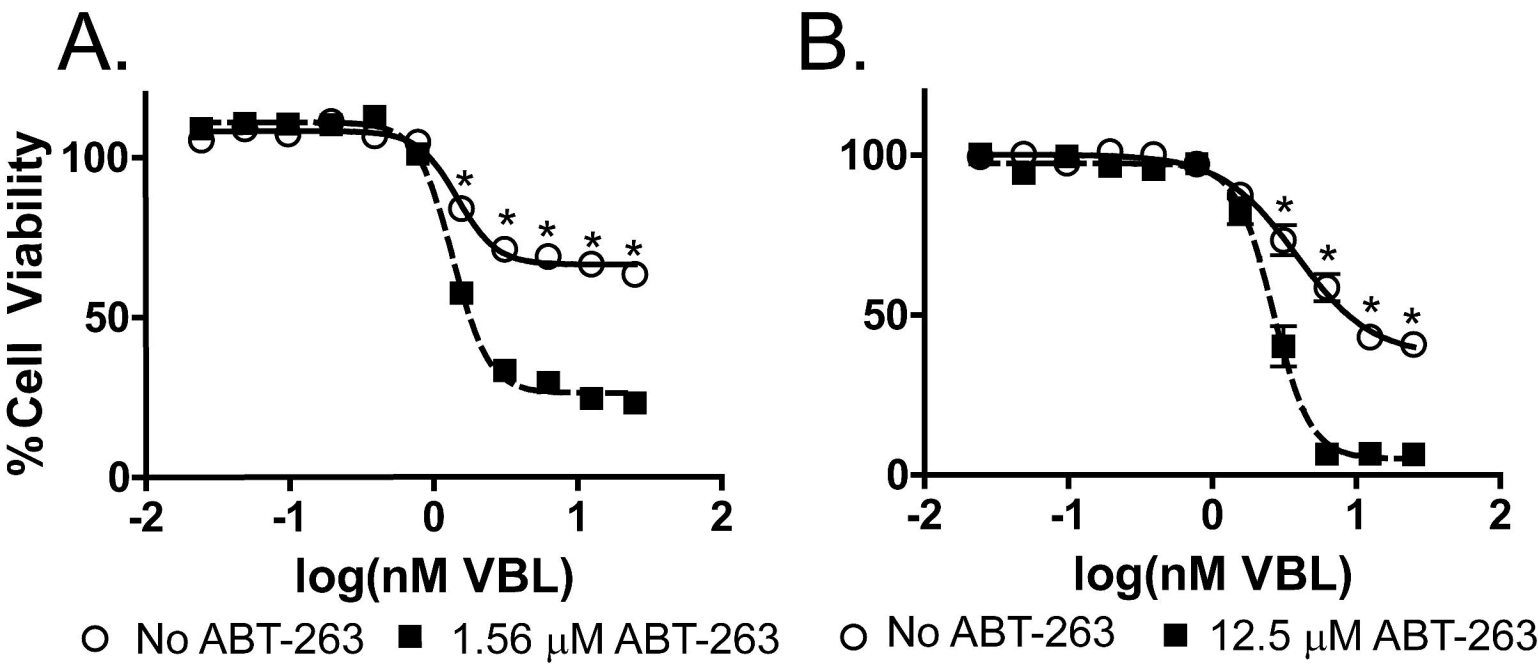 A.
B.
% Cell Viability
100
50
0
-2 -1 0 1 2
log(nM VBL)
* * * * *
No ABT-263 1.56 μM ABT-263
100
50
0
-2 -1 0 1 2
log(nM VBL)
* * * *
No ABT-263 12.5 μM ABT-263